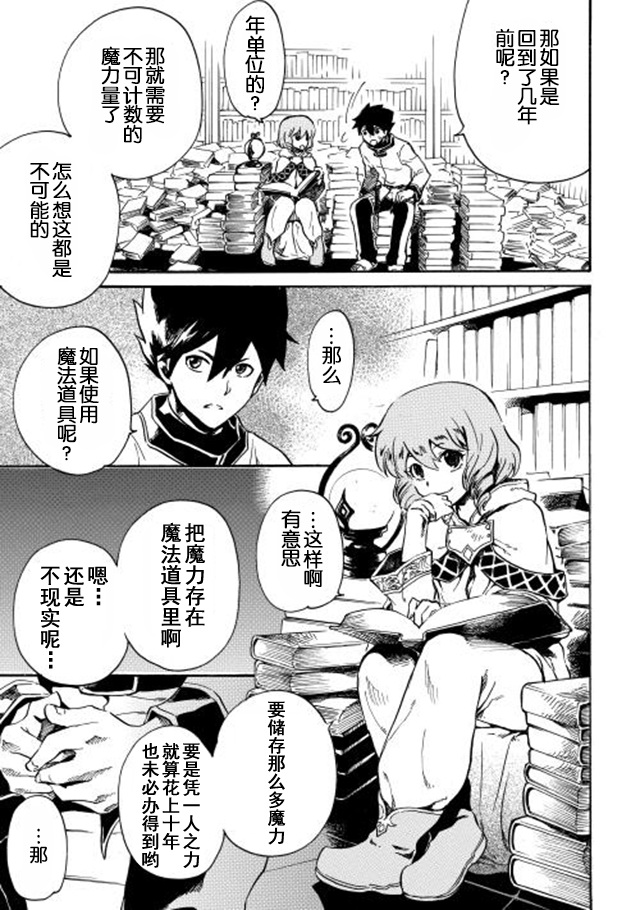 那如果是
回到了几年
前呢？
年单位的？
那就需要
不可计数的
魔力量了
怎么想这都是
不可能的
…那么
如果使用
魔法道具呢？
…这样啊
有意思
把魔力存在
魔法道具里啊
嗯…
还是
不现实呢…
要储存那么多魔力
要是凭一人之力
就算花上十年
也未必办得到哟
…那